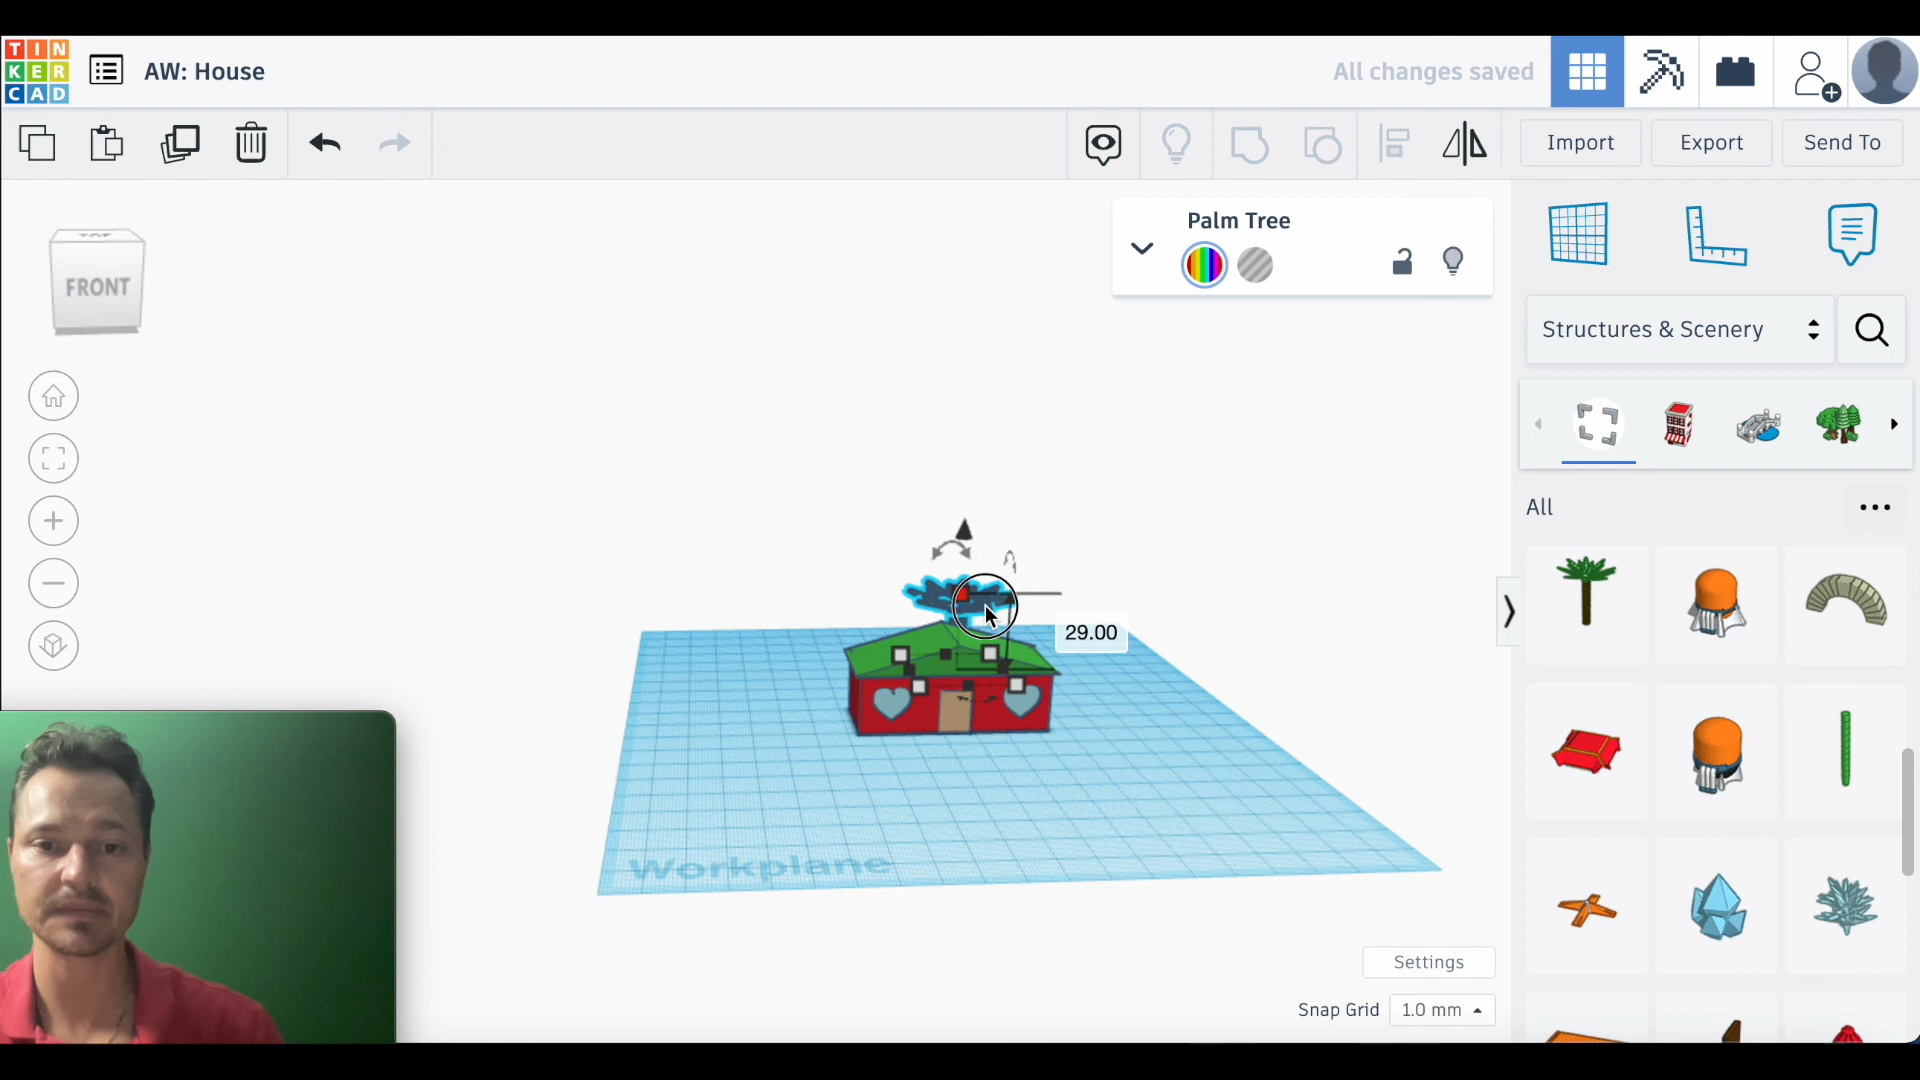 TIN
KER
CAD
AW: House
All changes saved
Import
Export
Send To
TOP
FRONT
Palm Tree
Structures & Scenery
All
29.00
Workplane
Settings
Snap Grid
1.0 mm